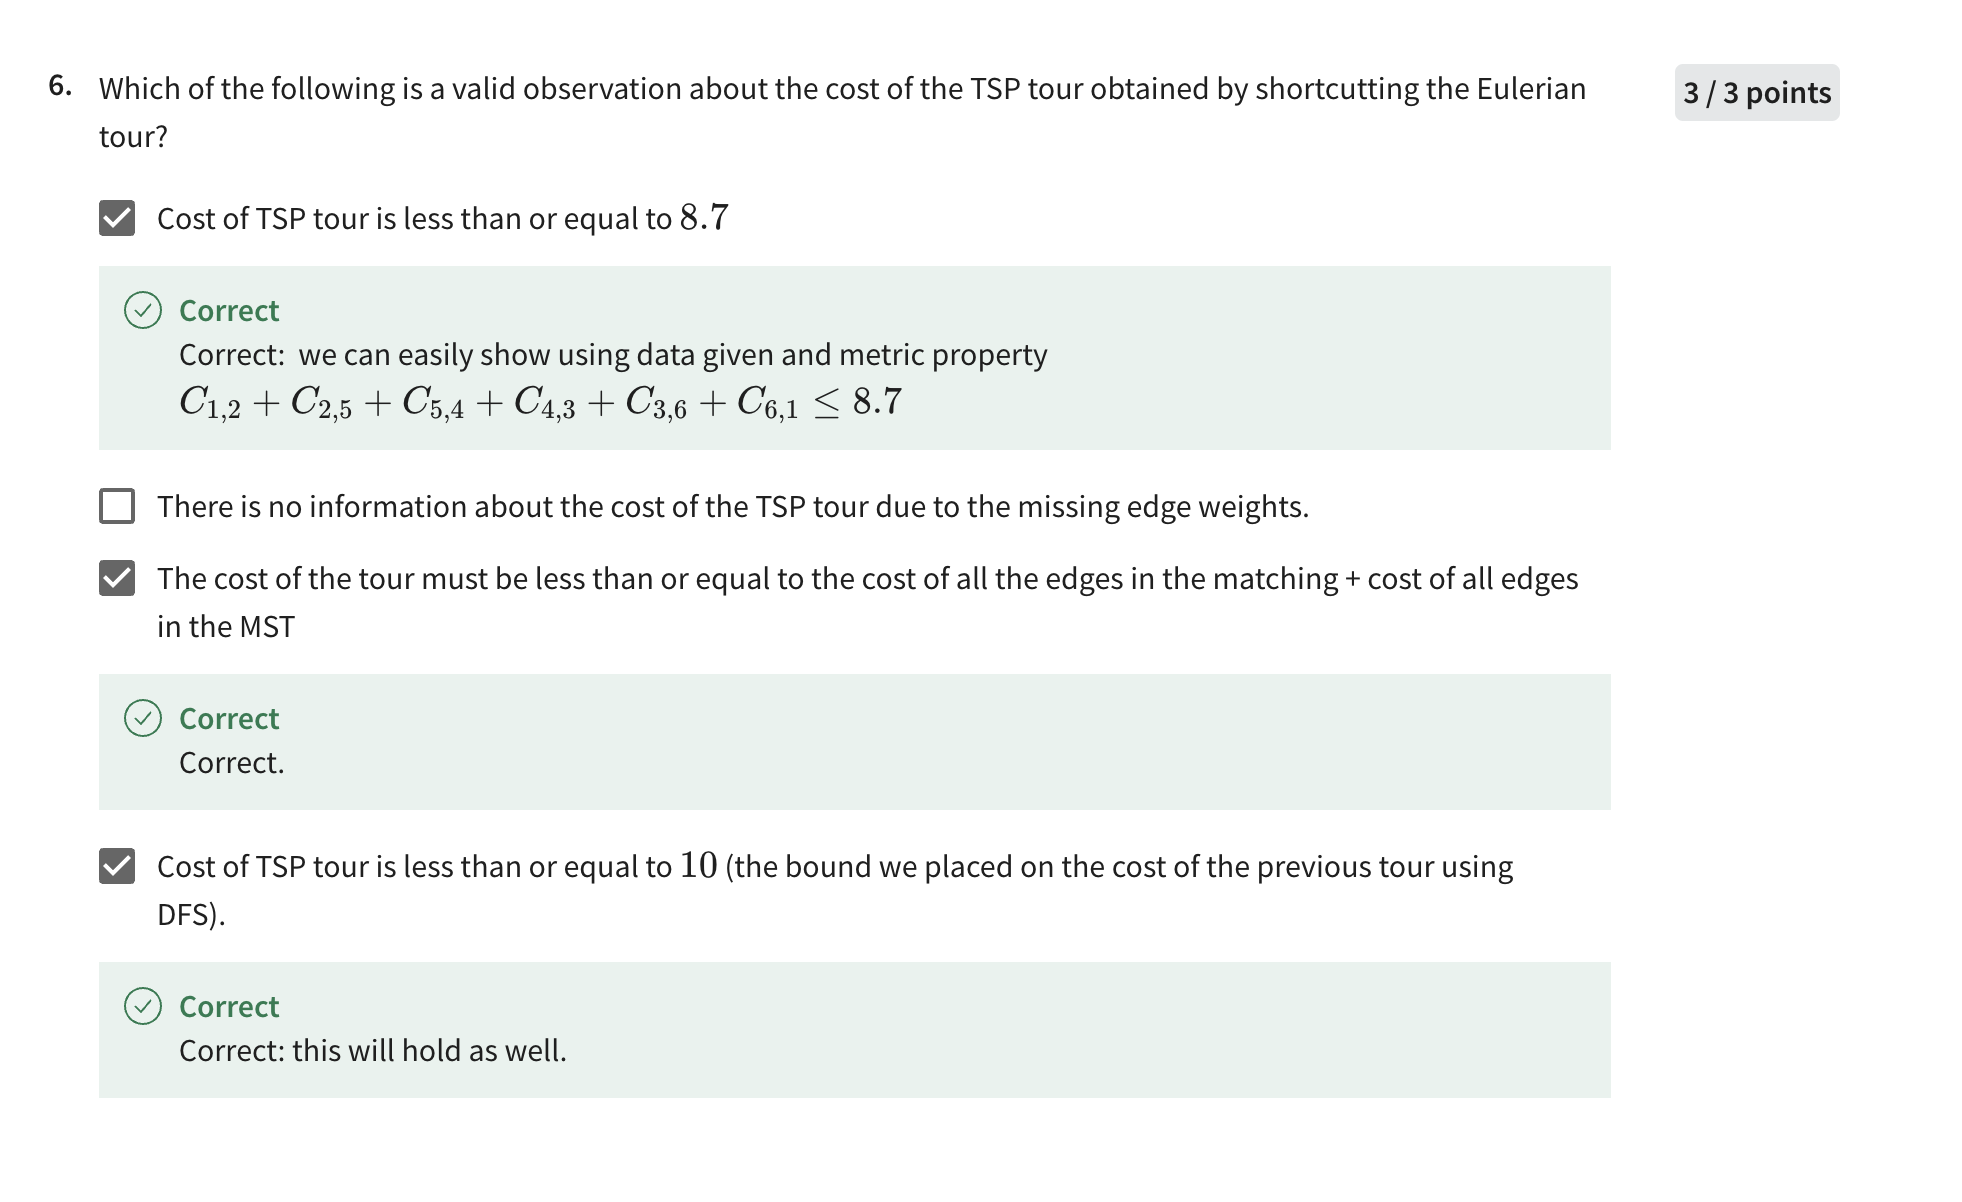 6. Which of the following is a valid observation about the cost of the TSP tour obtained by shortcutting the Eulerian
tour?
3 / 3 points
Cost of TSP tour is less than or equal to 8.7
Correct
Correct:  we can easily show using data given and metric property
C_{1,2} + C_{2,5} + C_{5,4} + C_{4,3} + C_{3,6} + C_{6,1} ≤ 8.7
There is no information about the cost of the TSP tour due to the missing edge weights.
The cost of the tour must be less than or equal to the cost of all the edges in the matching + cost of all edges
in the MST
Correct
Correct.
Cost of TSP tour is less than or equal to 10 (the bound we placed on the cost of the previous tour using
DFS).
Correct
Correct: this will hold as well.